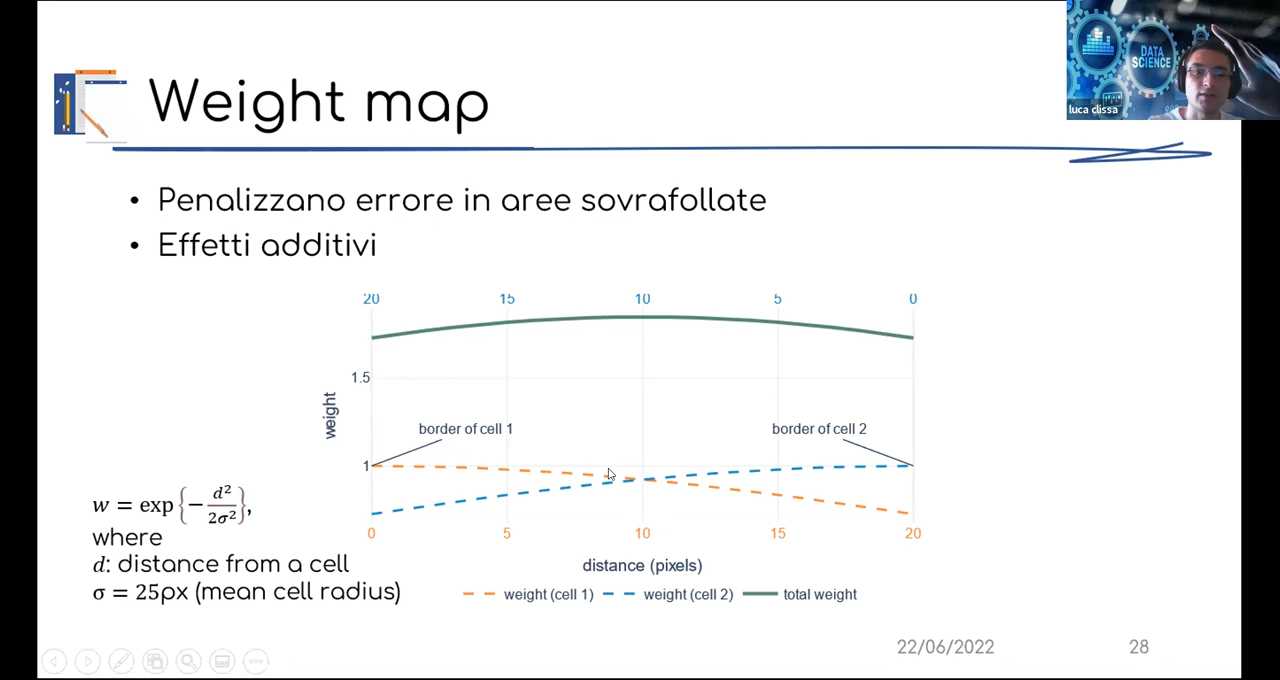 DATA
SCIENCE
luca clissa
Weight map
• Penalizzano errore in aree sovraffollate
• Effetti additivi
20 15 10 5 0
1.5
weight
border of cell 1
border of cell 2
1
w = exp{−d²/2σ²},
where
d: distance from a cell
σ = 25px (mean cell radius)
0 5 10 15 20
distance (pixels)
weight (cell 1) weight (cell 2) total weight
22/06/2022 28